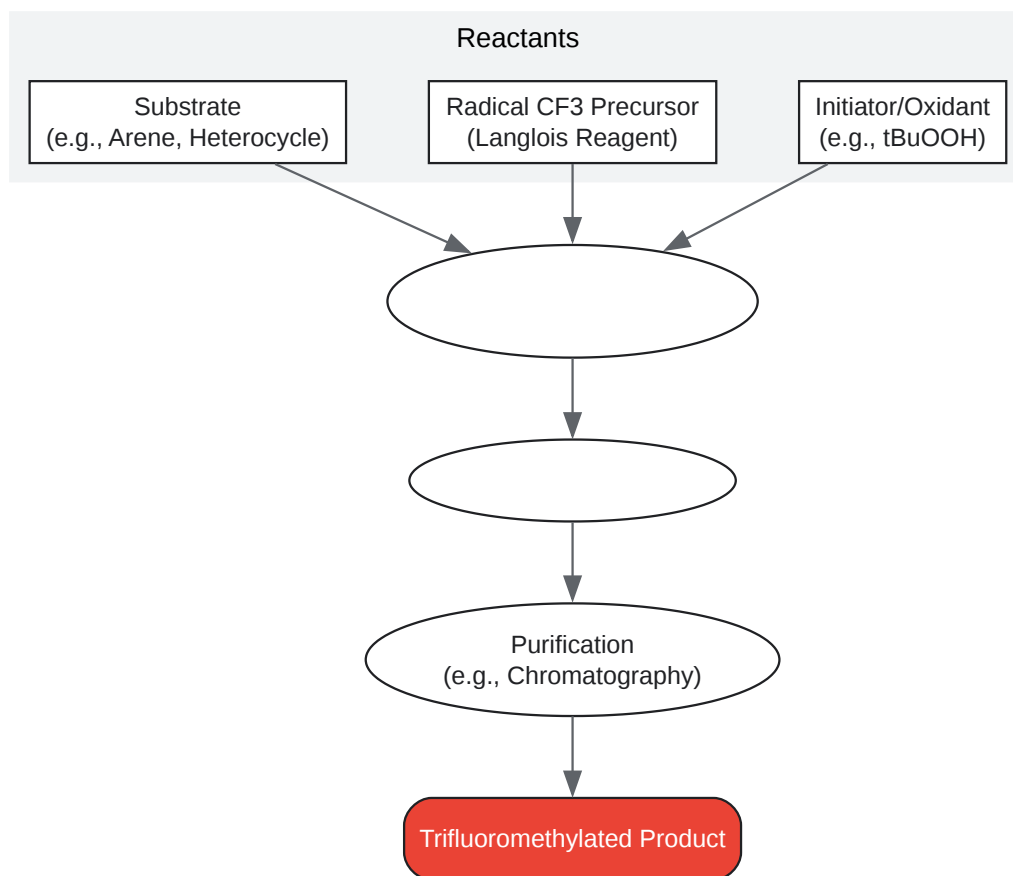 Reactants
Substrate
(e.g., Arene, Heterocycle)
Radical CF3 Precursor
(Langlois Reagent)
Initiator/Oxidant
(e.g., tBuOOH)
Purification
(e.g., Chromatography)
Trifluoromethylated Product